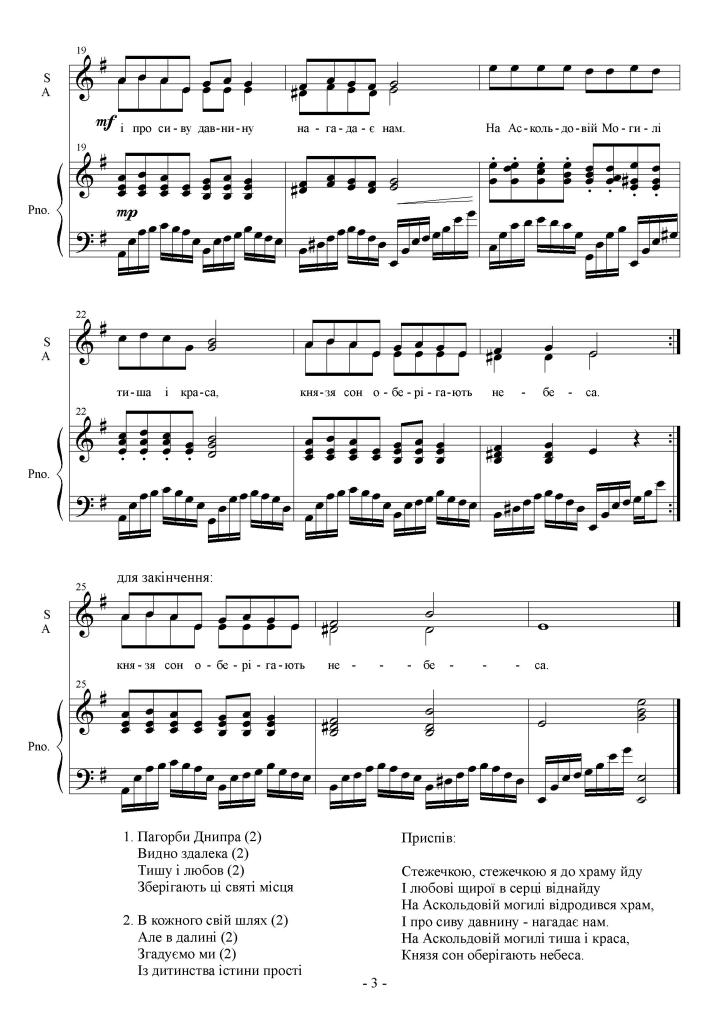 19
S
A
mf
і про си-ву дав-ни-ну на-га-да-є нам. На Ас-коль-до-вій Мо-ги-лі
19
Pno.
mp
22
S
A
ти-ша і кра-са, кня-зя сон о-бе-рі-га-ють не-бе-са.
22
Pno.
для закінчення:
25
S
A
кня-зя сон о-бе-рі-га-ють не - - - бе - - - са.
25
Pno.
1. Пагорби Днипра (2)
Видно здалека (2)
Тишу і любов (2)
Зберігають ці святі місця
2. В кожного свій шлях (2)
Але в далині (2)
Згадуємо ми (2)
Із дитинства істини прості
Приспів:
Стежечкою, стежечкою я до храму йду
І любові щирої в серці віднайду
На Аскольдовій могилі відродився храм,
І про сиву давнину - нагадає нам.
На Аскольдовій могилі тиша і краса,
Князя сон оберігають небеса.
- 3 -